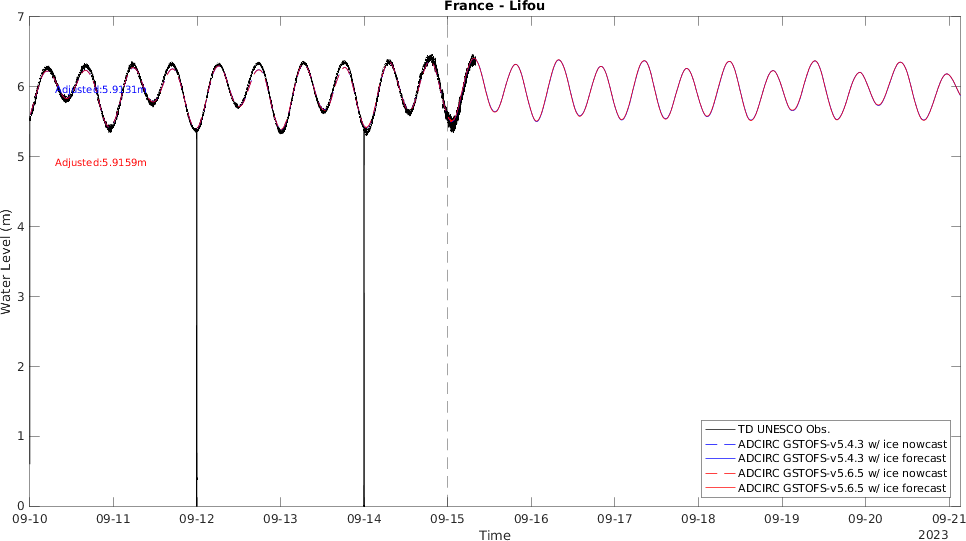 France - Lifou
7
6
5
4
3
2
1
0
Water Level (m)
Adjusted:5.9131m
Adjusted:5.9159m
TD UNESCO Obs.
ADCIRC GSTOFS-v5.4.3 w/ ice nowcast
ADCIRC GSTOFS-v5.4.3 w/ ice forecast
ADCIRC GSTOFS-v5.6.5 w/ ice nowcast
ADCIRC GSTOFS-v5.6.5 w/ ice forecast
09-10 09-11 09-12 09-13 09-14 09-15 09-16 09-17 09-18 09-19 09-20 09-21
Time
2023